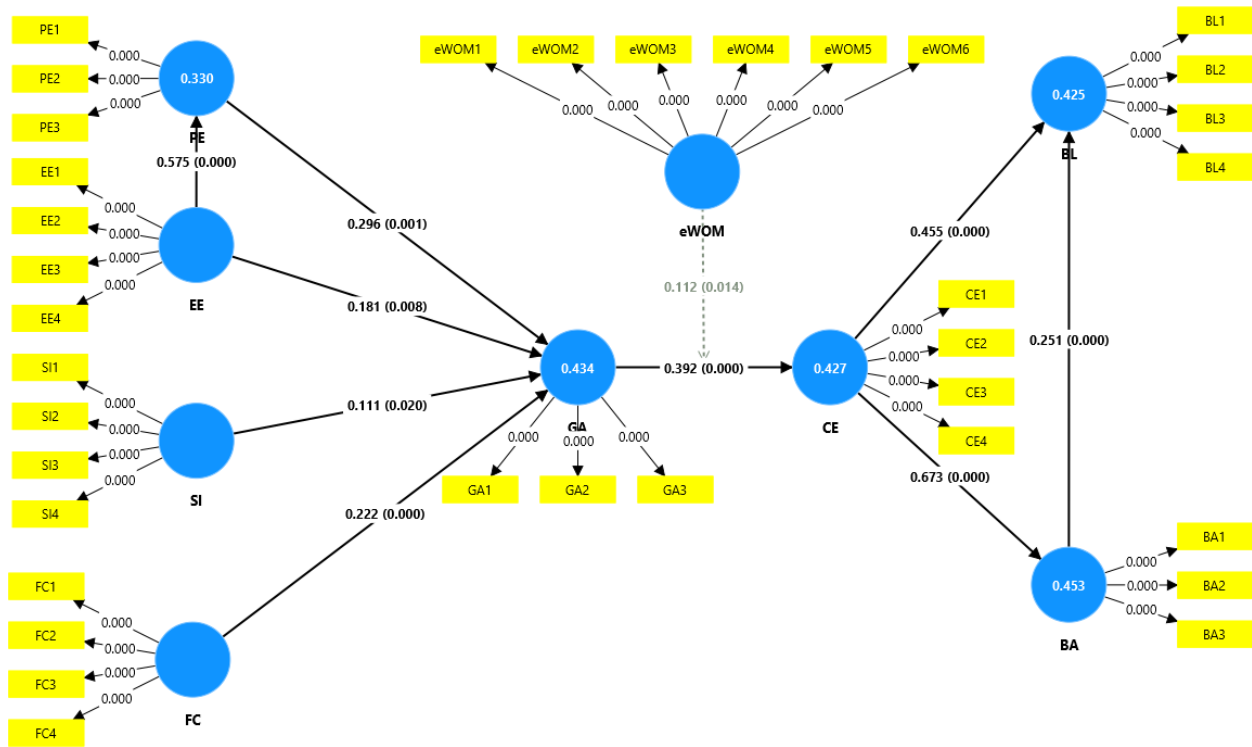 PE1
PE2
PE3
0.000
0.000
0.000
0.330
PE
0.575 (0.000)
EE1
EE2
EE3
EE4
0.000
0.000
0.000
0.000
EE
SI1
SI2
SI3
SI4
0.000
0.000
0.000
0.000
SI
FC1
FC2
FC3
FC4
0.000
0.000
0.000
0.000
FC
0.296 (0.001)
0.181 (0.008)
0.111 (0.020)
0.222 (0.000)
eWOM1
eWOM2
eWOM3
eWOM4
eWOM5
eWOM6
0.000
0.000
0.000
0.000
0.000
0.000
eWOM
0.112 (0.014)
0.434
GA
0.000
0.000
0.000
GA1
GA2
GA3
0.392 (0.000)
0.427
CE
0.000
0.000
0.000
0.000
CE1
CE2
CE3
CE4
0.455 (0.000)
0.673 (0.000)
0.251 (0.000)
0.425
BL
0.000
0.000
0.000
0.000
BL1
BL2
BL3
BL4
0.453
BA
0.000
0.000
0.000
BA1
BA2
BA3